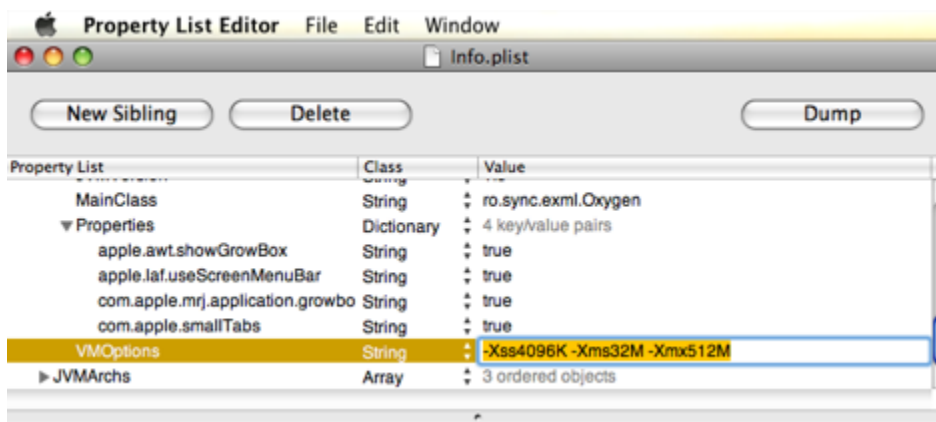 Property List Editor File Edit Window
Info.plist
New Sibling Delete Dump
Property List Class Value
MainClass String ro.sync.exml.Oxygen
Properties Dictionary 4 key/value pairs
apple.awt.showGrowBox String true
apple.laf.useScreenMenuBar String true
com.apple.mrj.application.growbo String true
com.apple.smallTabs String true
VMOptions String -Xss4096K -Xms32M -Xmx512M
JVMArchs Array 3 ordered objects